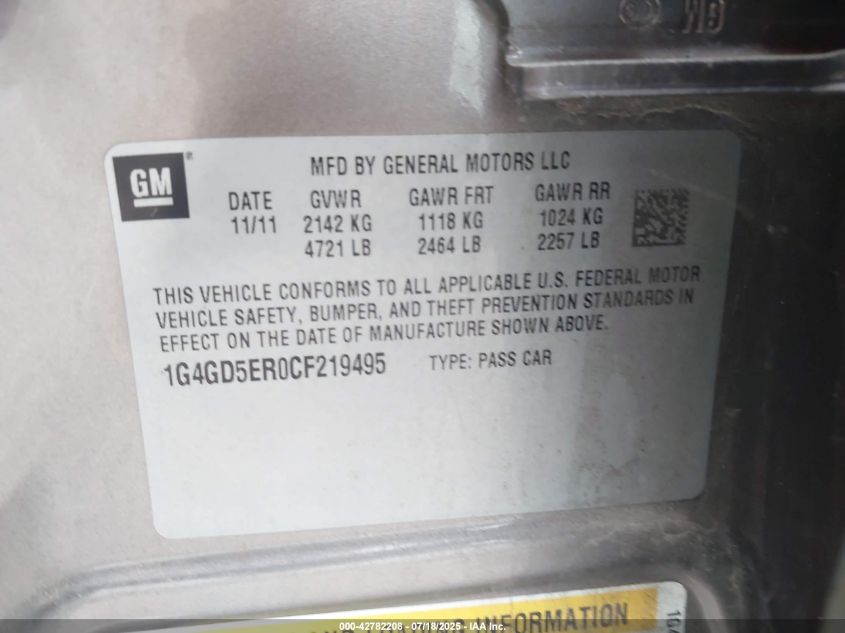 GM
MFD BY GENERAL MOTORS LLC
DATE GVWR GAWR FRT GAWR RR
11/11 2142 KG 1118 KG 1024 KG
4721 LB 2464 LB 2257 LB
THIS VEHICLE CONFORMS TO ALL APPLICABLE U.S. FEDERAL MOTOR
VEHICLE SAFETY, BUMPER, AND THEFT PREVENTION STANDARDS IN
EFFECT ON THE DATE OF MANUFACTURE SHOWN ABOVE.
1G4GD5ER0CF219495 TYPE: PASS CAR
INFORMATION
000-42782208 - 07/18/2025 - IAA Inc.